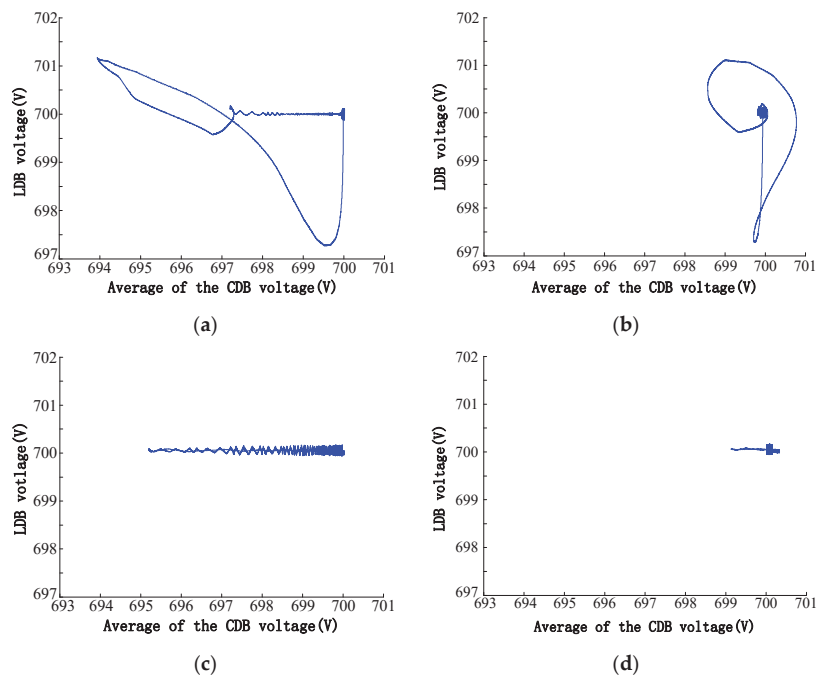 702
701
700
699
698
697
LDB voltage(V)
693 694 695 696 697 698 699 700 701
Average of the CDB voltage(V)
(a)
702
701
700
699
698
697
LDB voltage(V)
693 694 695 696 697 698 699 700 701
Average of the CDB voltage(V)
(b)
702
701
700
699
698
697
LDB votlage(V)
693 694 695 696 697 698 699 700 701
Average of the CDB voltage(V)
(c)
702
701
700
699
698
697
LDB voltage(V)
693 694 695 696 697 698 699 700 701
Average of the CDB voltage(V)
(d)